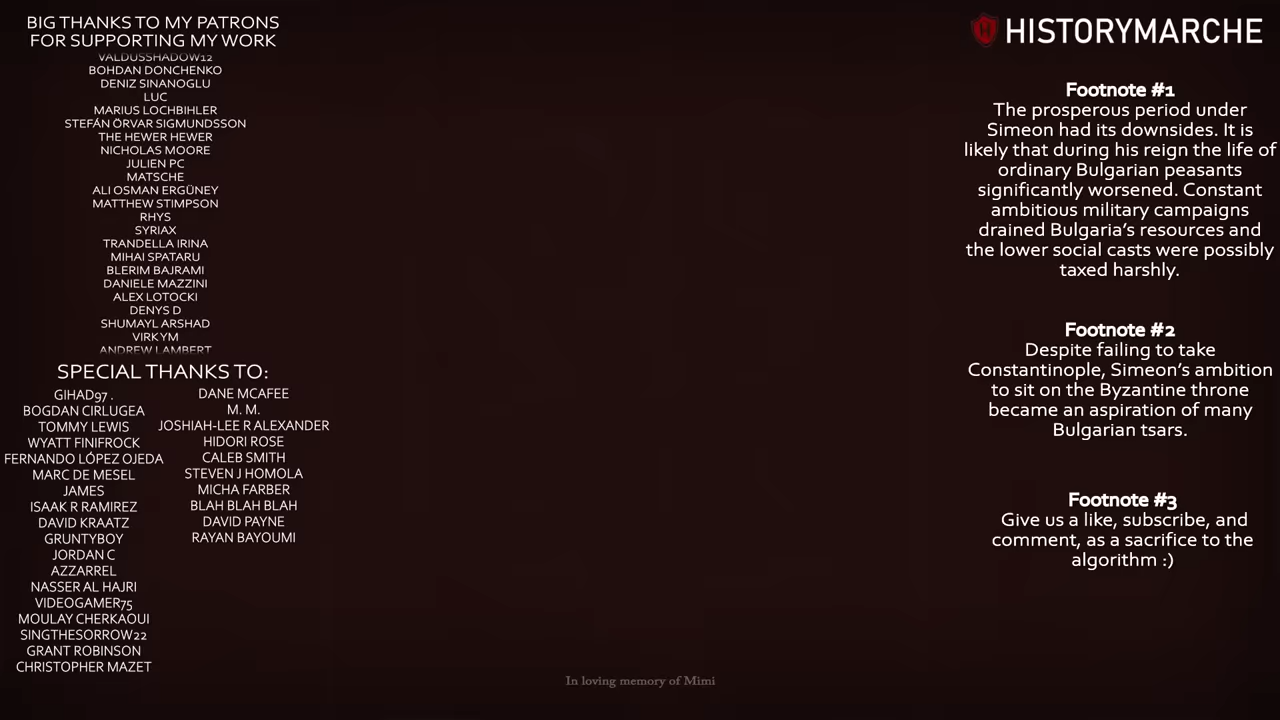 BIG THANKS TO MY PATRONS
FOR SUPPORTING MY WORK
VALDUSSHADOW12
BOHDAN DONCHENKO
DENIZ SINANOGLU
LUC
MARIUS LOCHBIHLER
STEFÁN ÖRVAR SIGMUNDSSON
THE HEWER HEWER
NICHOLAS MOORE
JULIEN PC
MATSCHE
ALI OSMAN ERGÜNEY
MATTHEW STIMPSON
RHYS
SYRIAX
TRANDELLA IRINA
MIHAI SPATARU
BLERIM BAJRAMI
DANIELE MAZZINI
ALEX LOTOCKI
DENYS D
SHUMAYL ARSHAD
VIRKYM
ANDREW LAMBERT
SPECIAL THANKS TO:
GIHAD97 .
BOGDAN CIRLUGEA
TOMMY LEWIS
WYATT FINIFROCK
FERNANDO LÓPEZ OJEDA
MARC DE MESEL
JAMES
ISAAK R RAMIREZ
DAVID KRAATZ
GRUNTYBOY
JORDAN C
AZZARREL
NASSER AL HAJRI
VIDEOGAMER75
MOULAY CHERKAOUI
SINGTHESORROW22
GRANT ROBINSON
CHRISTOPHER MAZET
DANE MCAFEE
M. M.
JOSHIAH-LEE R ALEXANDER
HIDORI ROSE
CALEB SMITH
STEVEN J HOMOLA
MICHA FARBER
BLAH BLAH BLAH
DAVID PAYNE
RAYAN BAYOUMI
HISTORYMARCHE
Footnote #1
The prosperous period under
Simeon had its downsides. It is
likely that during his reign the life of
ordinary Bulgarian peasants
significantly worsened. Constant
ambitious military campaigns
drained Bulgaria's resources and
the lower social casts were possibly
taxed harshly.
Footnote #2
Despite failing to take
Constantinople, Simeon's ambition
to sit on the Byzantine throne
became an aspiration of many
Bulgarian tsars.
Footnote #3
Give us a like, subscribe, and
comment, as a sacrifice to the
algorithm :)
In loving memory of Mimi